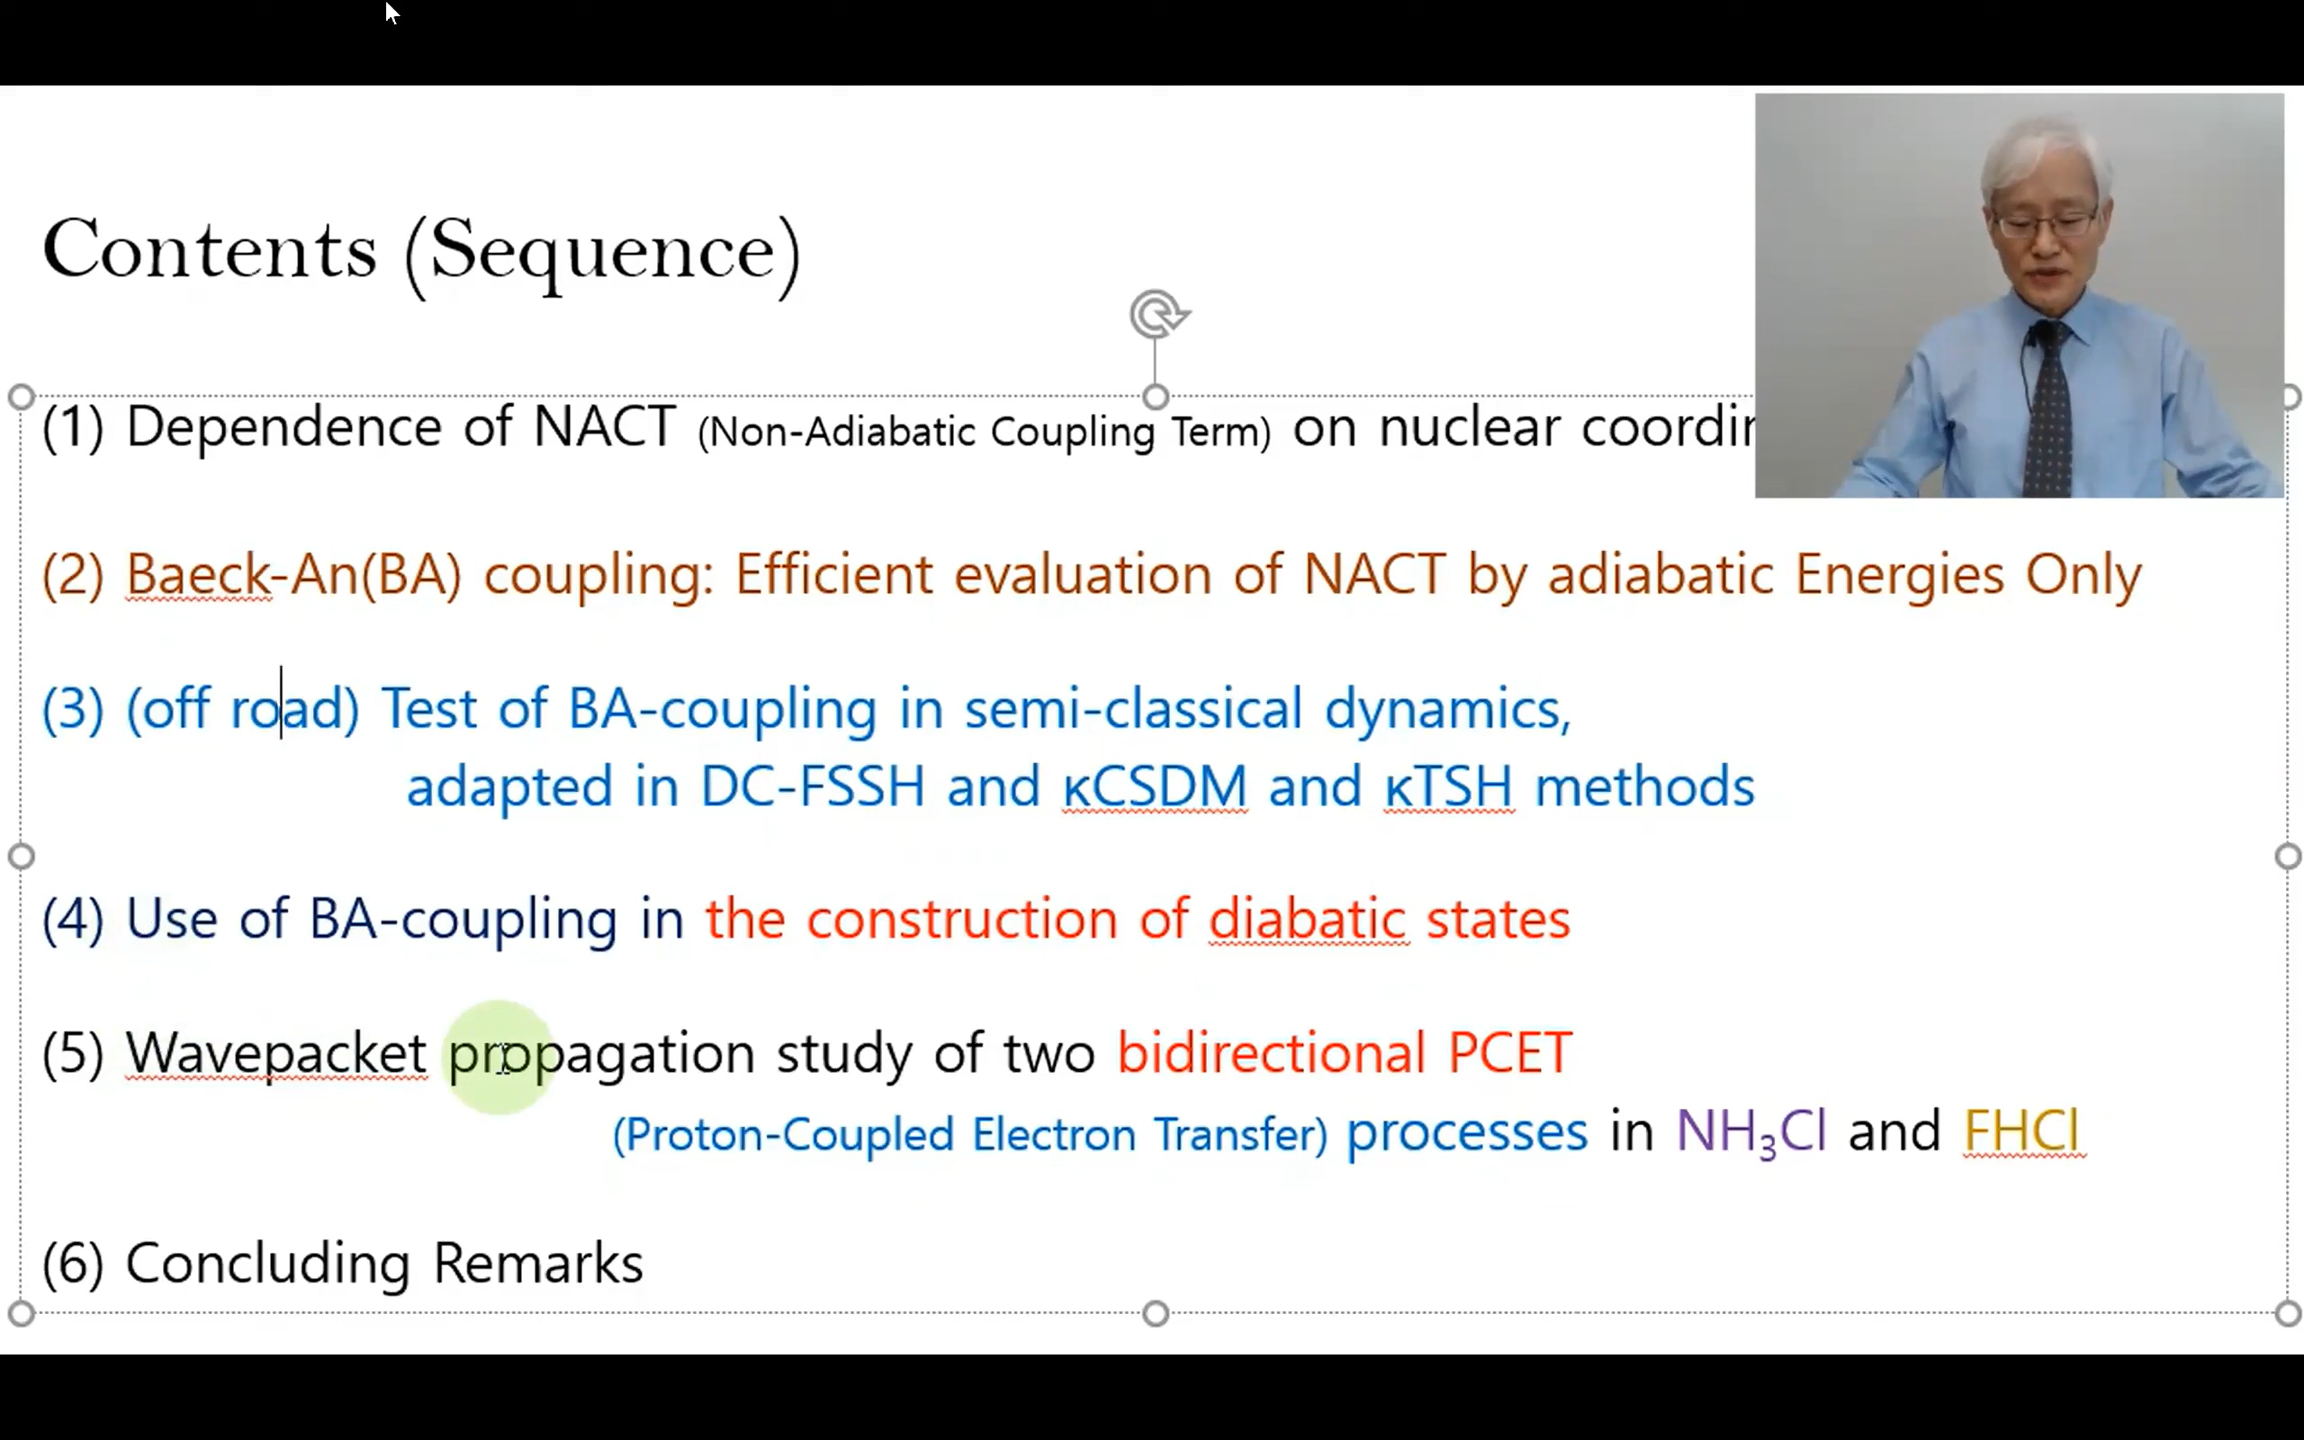 Contents (Sequence)
(1) Dependence of NACT (Non-Adiabatic Coupling Term) on nuclear
(2) Baeck-An(BA) coupling: Efficient evaluation of NACT by adiabatic Energies Only
(3) (off road) Test of BA-coupling in semi-classical dynamics,
adapted in DC-FSSH and κCSDM and κTSH methods
(4) Use of BA-coupling in the construction of diabatic states
(5) Wavepacket propagation study of two bidirectional PCET
(Proton-Coupled Electron Transfer) processes in NH₃Cl and FHCl
(6) Concluding Remarks